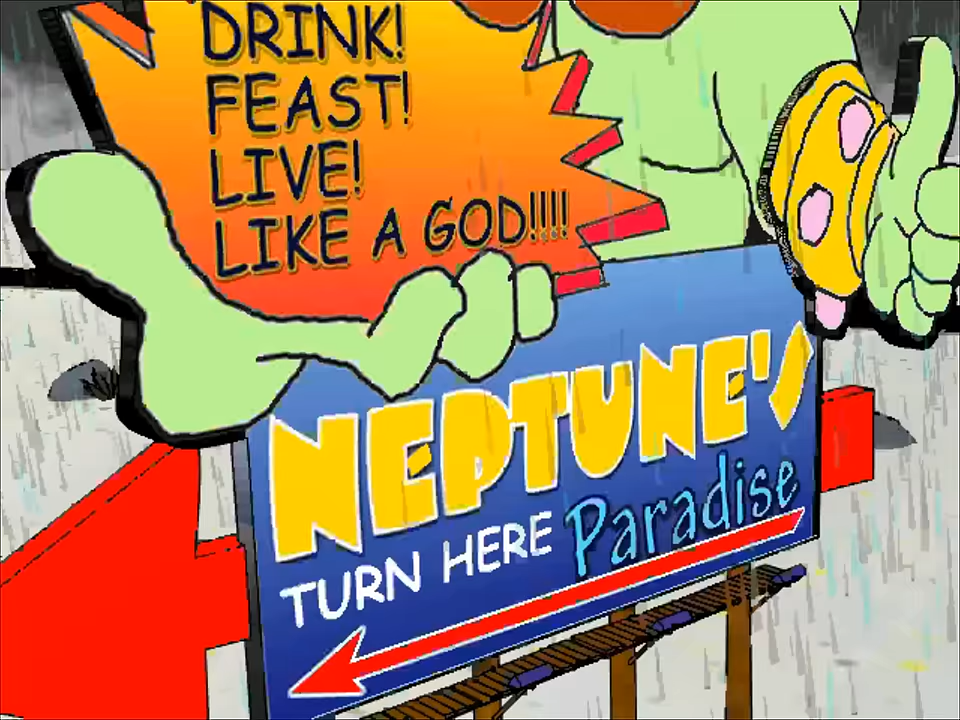 DRINK!
FEAST!
LIVE!
LIKE A GOD!!!!
NEPTUNE'S
Paradise
TURN HERE